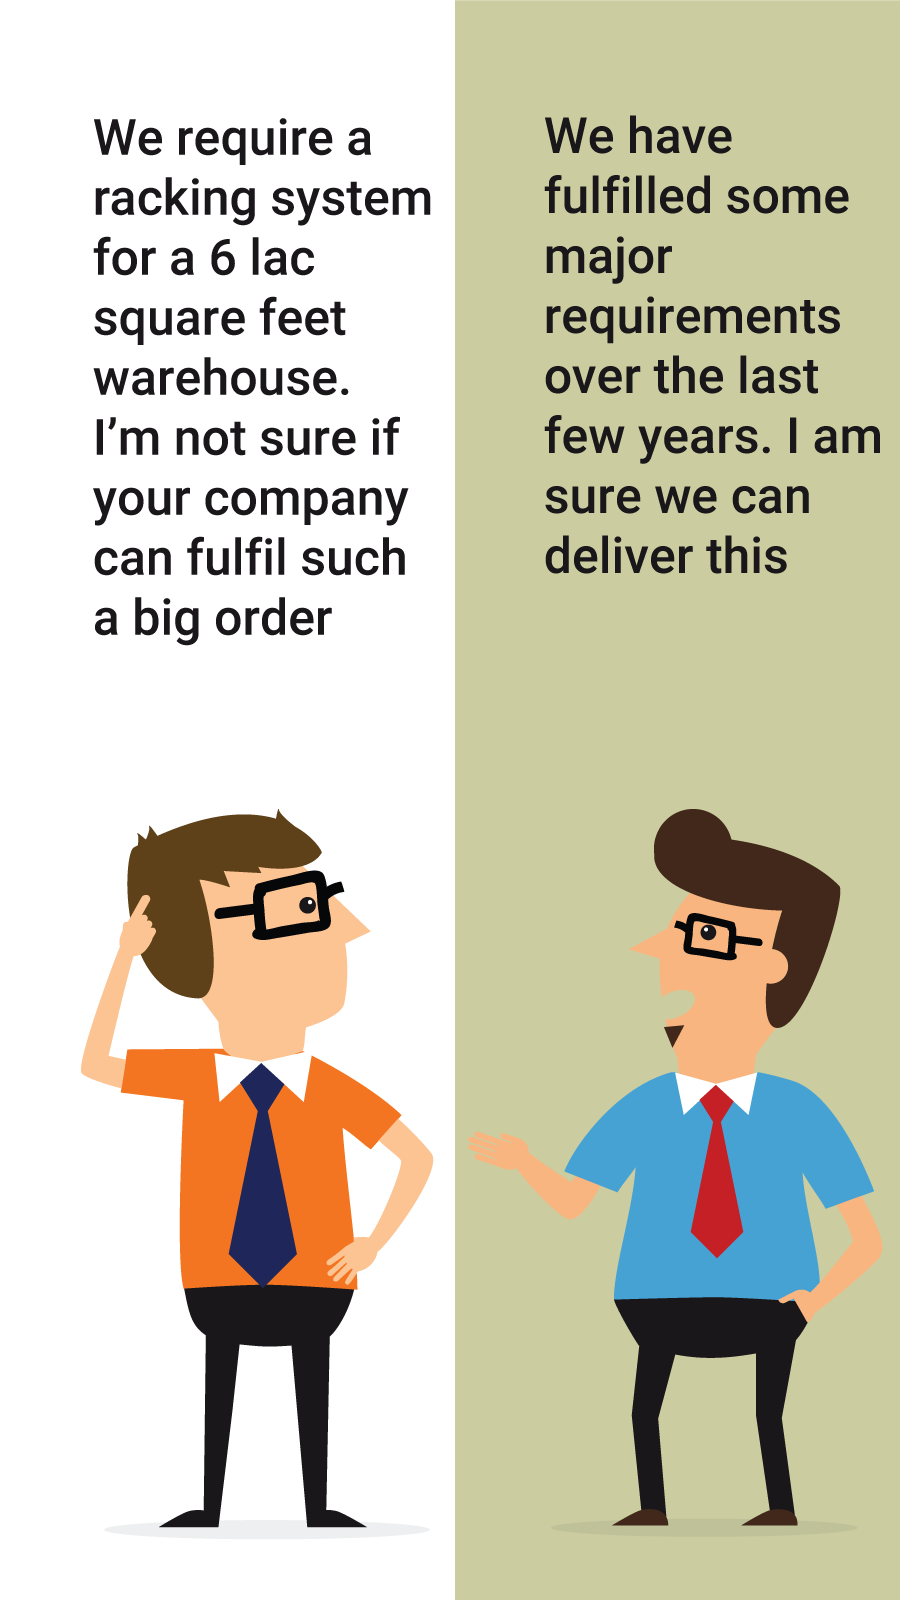 We require a
racking system
for a 6 lac
square feet
warehouse.
I’m not sure if
your company
can fulfil such
a big order
We have
fulfilled some
major
requirements
over the last
few years. I am
sure we can
deliver this